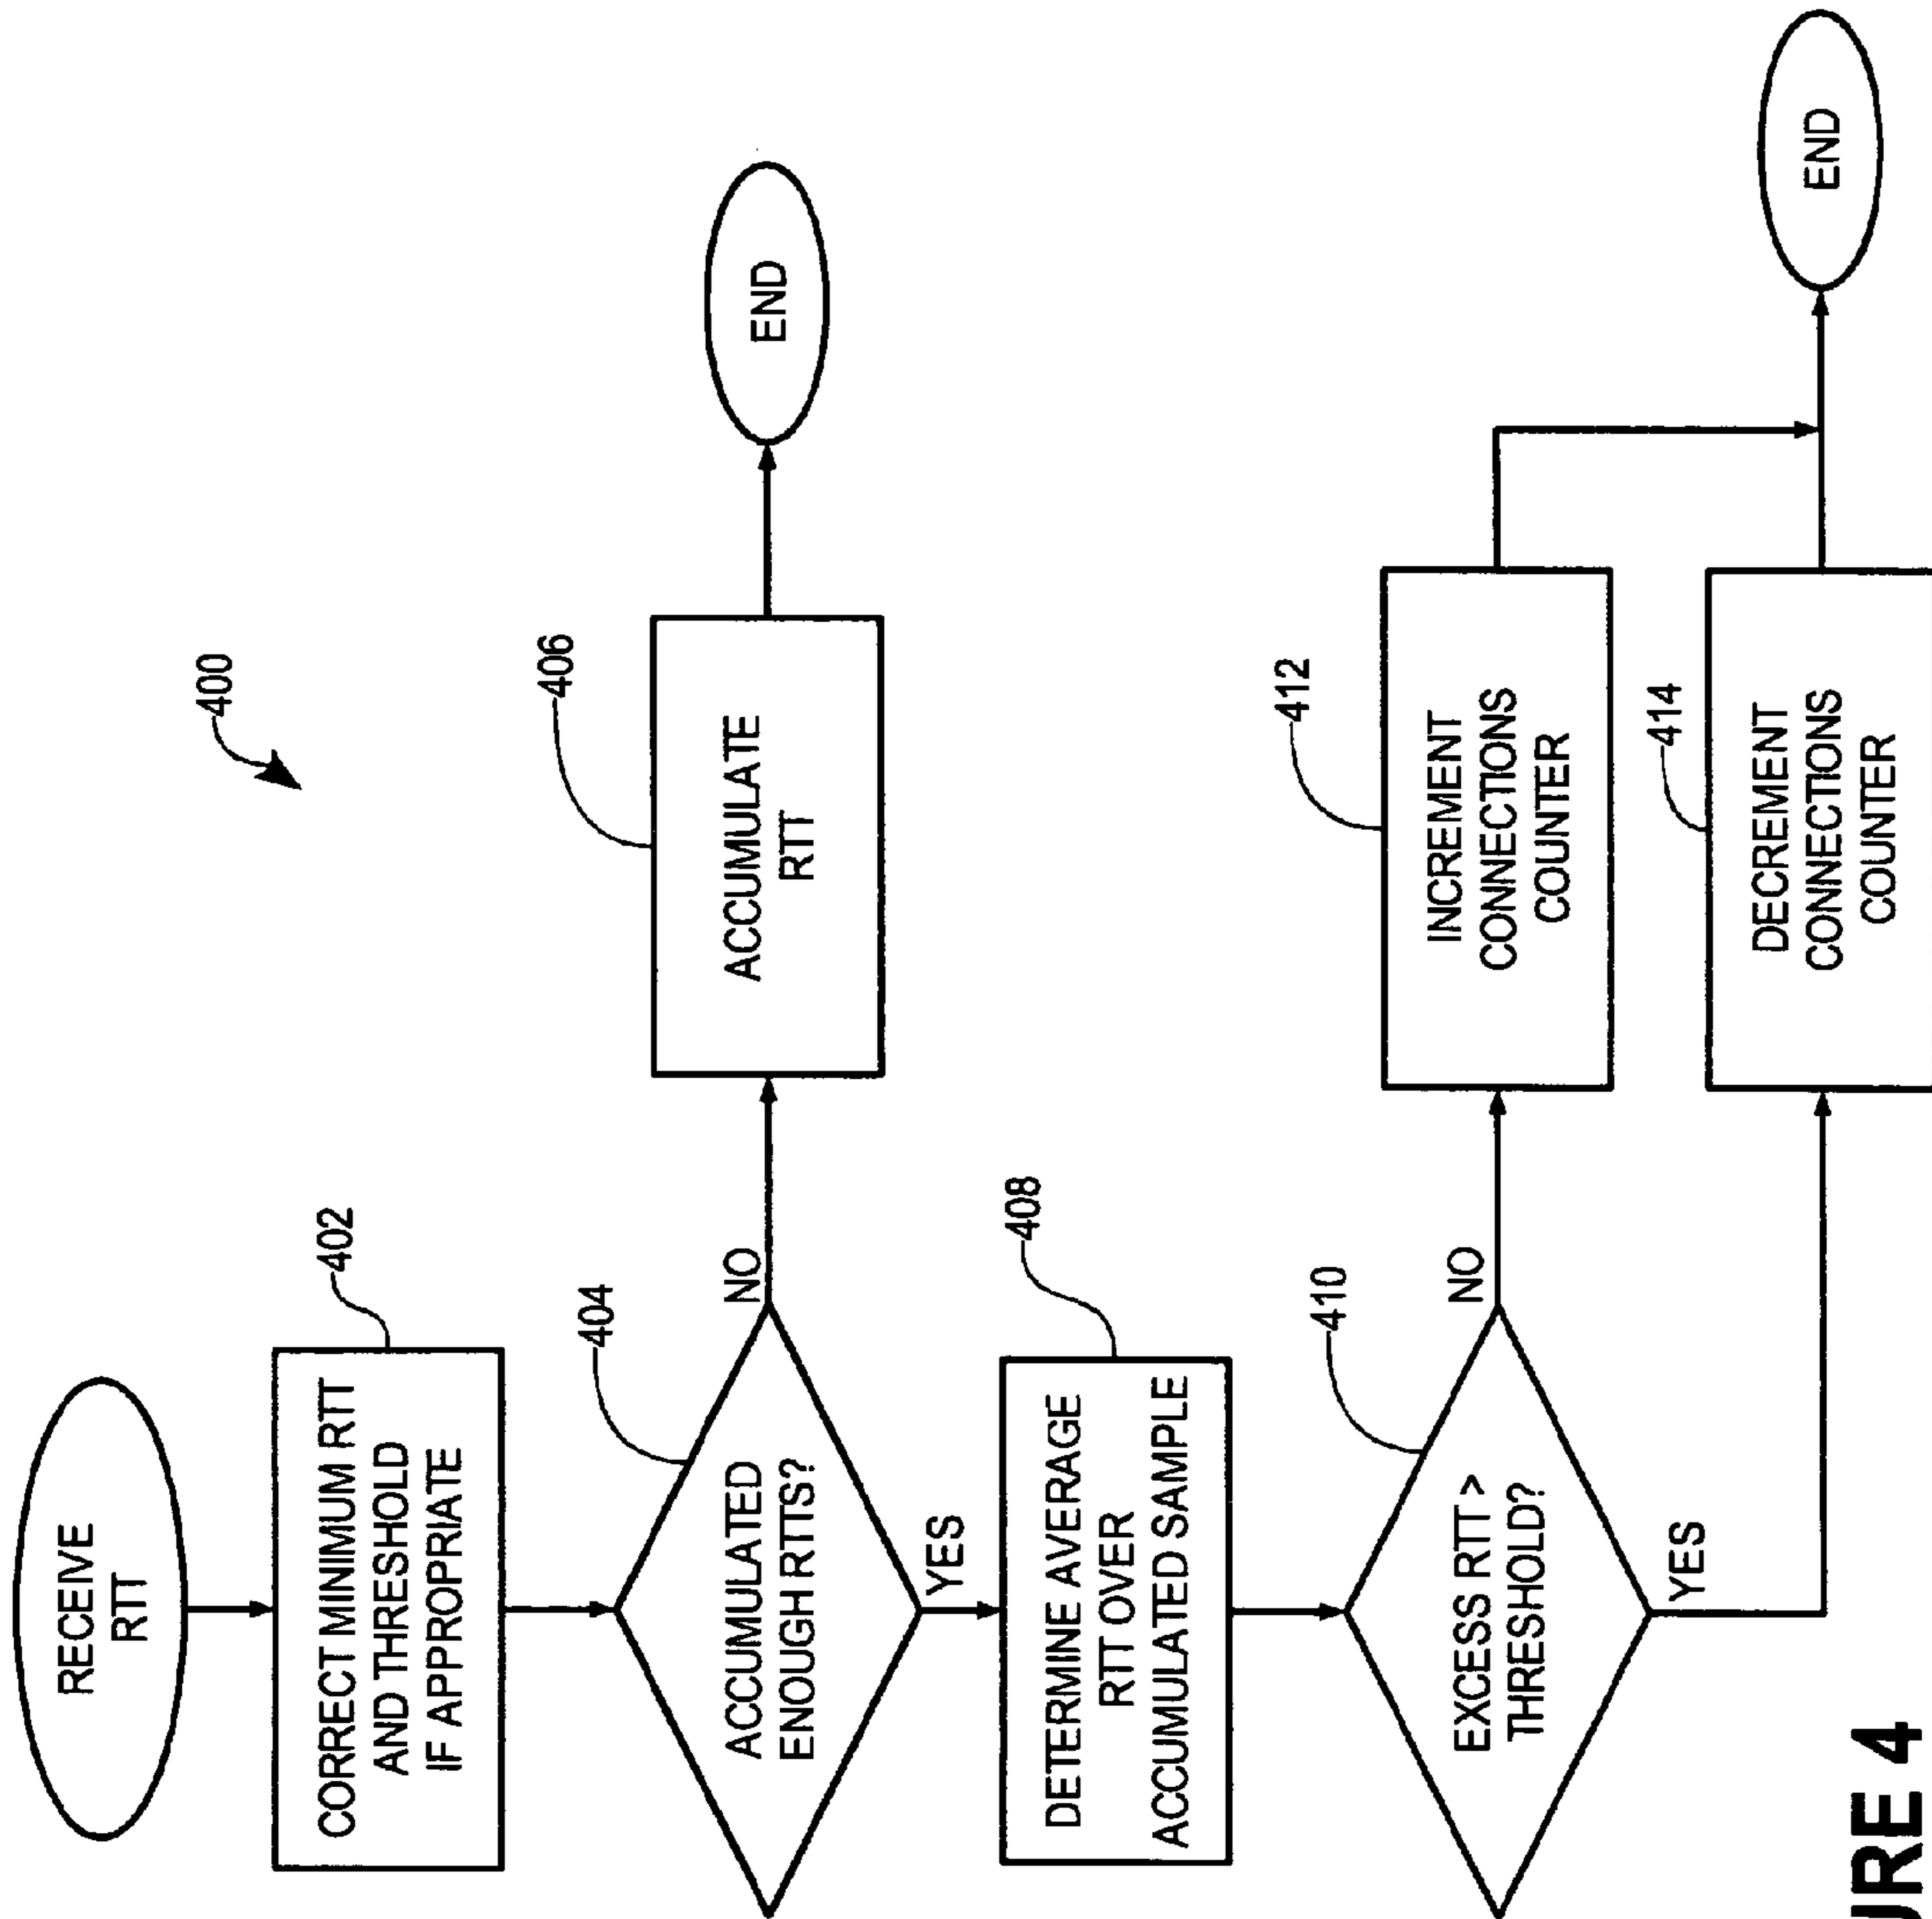 400
RECEIVE
RTT
402
CORRECT MINIMUM RTT
AND THRESHOLD
IF APPROPRIATE
404
ACCUMULATED
ENOUGH RTTS?
NO
406
ACCUMULATE
RTT
END
YES
408
DETERMINE AVERAGE
RTT OVER
ACCUMULATED SAMPLE
410
EXCESS RTT >
THRESHOLD?
NO
412
INCREMENT
CONNECTIONS
COUNTER
YES
414
DECREMENT
CONNECTIONS
COUNTER
END
URE 4